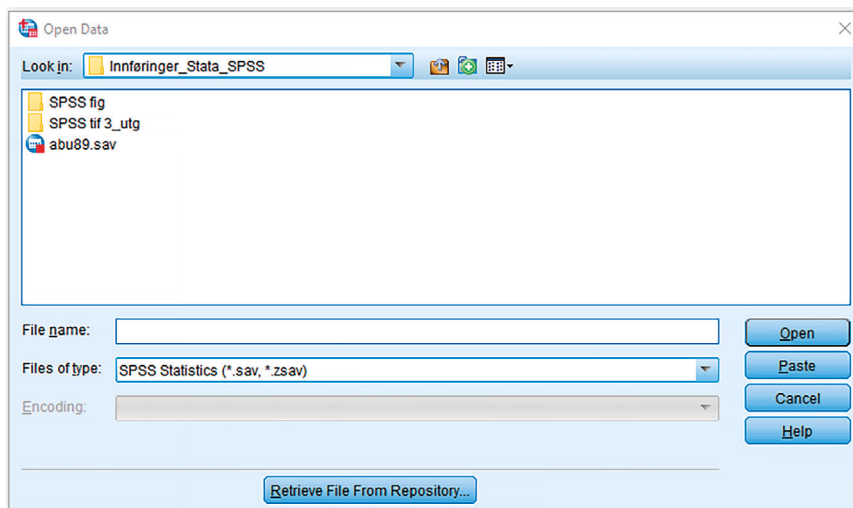 Open Data
Look in: Innføringer_Stata_SPSS
SPSS fig
SPSS tif 3_utg
abu89.sav
File name:
Open
Files of type: SPSS Statistics (*.sav, *.zsav)
Paste
Encoding:
Cancel
Help
Retrieve File From Repository...